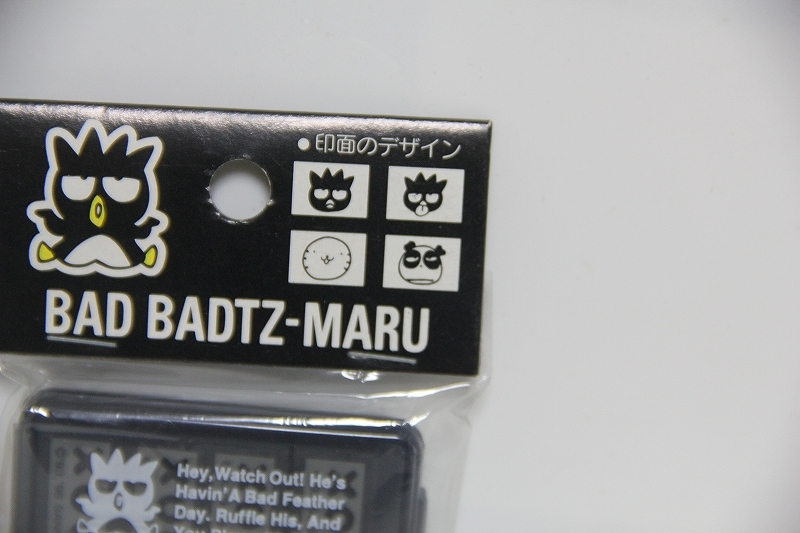 ●印面のデザイン
BAD BADTZ-MARU
Hey, Watch Out! He's
Havin' A Bad Feather
Day. Ruffle His, And